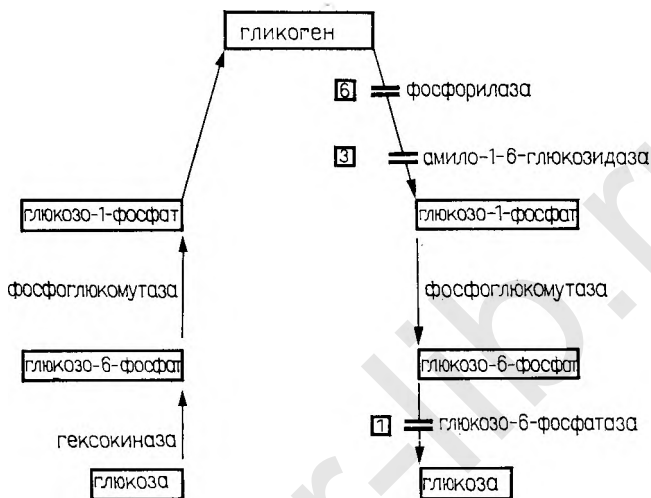 гликоген
6 фосфорилаза
3 амило-1-6-глюкозидаза
глюкозо-1-фосфат глюкозо-1-фосфат
фосфоглюкомутаза фосфоглюкомутаза
глюкозо-6-фосфат глюкозо-6-фосфат
1 глюкозо-6-фосфатаза
гексокиназа
глюкоза глюкоза